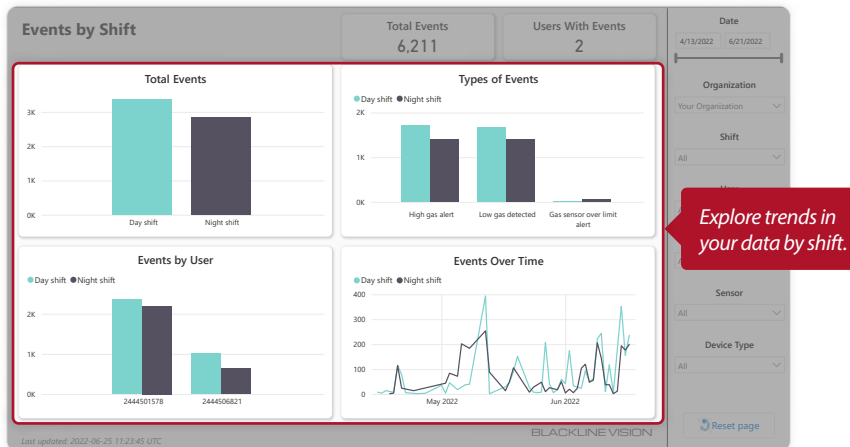 Events by Shift
Total Events
6,211
Users With Events
2
Date
4/13/2022 6/21/2022
Organization
Your Organization
Shift
All
Total Events
3K
2K
1K
0K
Day shift Night shift
Types of Events
Day shift Night shift
2K
1K
0K
High gas alert Low gas detected Gas sensor over limit
alert
Explore trends in
your data by shift.
Events by User
Day shift Night shift
2K
1K
0K
2444501578 2444506821
Events Over Time
Day shift Night shift
400
300
200
100
0
May 2022 Jun 2022
Sensor
All
Device Type
All
Reset page
Last updated: 2022-06-25 11:23:45 UTC
BLACKLINE VISION